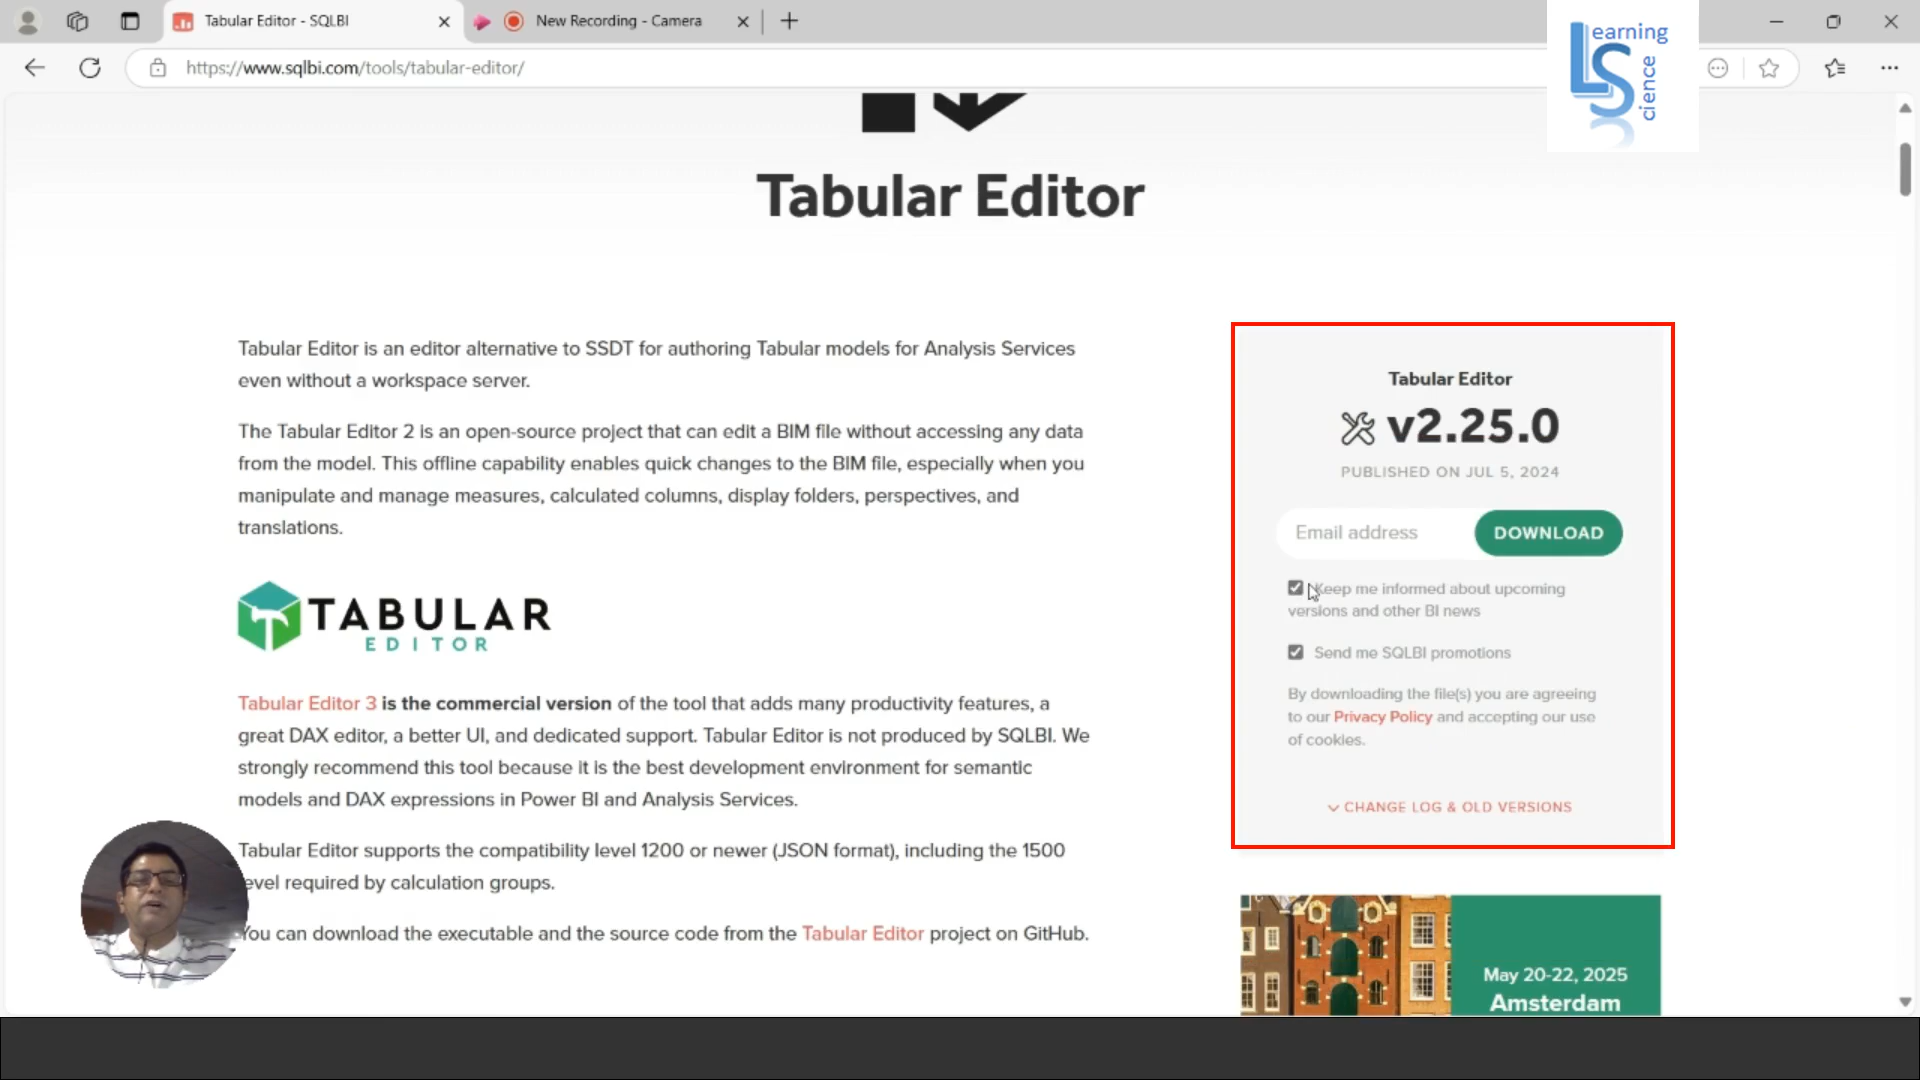 Tabular Editor - SQLBI
New Recording - Camera
https://www.sqlbi.com/tools/tabular-editor/
Learning
Science
Tabular Editor
Tabular Editor is an editor alternative to SSDT for authoring Tabular models for Analysis Services
even without a workspace server.
The Tabular Editor 2 is an open-source project that can edit a BIM file without accessing any data
from the model. This offline capability enables quick changes to the BIM file, especially when you
manipulate and manage measures, calculated columns, display folders, perspectives, and
translations.
TABULAR
EDITOR
Tabular Editor 3 is the commercial version of the tool that adds many productivity features, a
great DAX editor, a better UI, and dedicated support. Tabular Editor is not produced by SQLBI. We
strongly recommend this tool because it is the best development environment for semantic
models and DAX expressions in Power BI and Analysis Services.
Tabular Editor supports the compatibility level 1200 or newer (JSON format), including the 1500
level required by calculation groups.
You can download the executable and the source code from the Tabular Editor project on GitHub.
Tabular Editor
v2.25.0
PUBLISHED ON JUL 5, 2024
Email address
DOWNLOAD
Keep me informed about upcoming
versions and other BI news
Send me SQLBI promotions
By downloading the file(s) you are agreeing
to our Privacy Policy and accepting our use
of cookies.
CHANGE LOG & OLD VERSIONS
May 20-22, 2025
Amsterdam